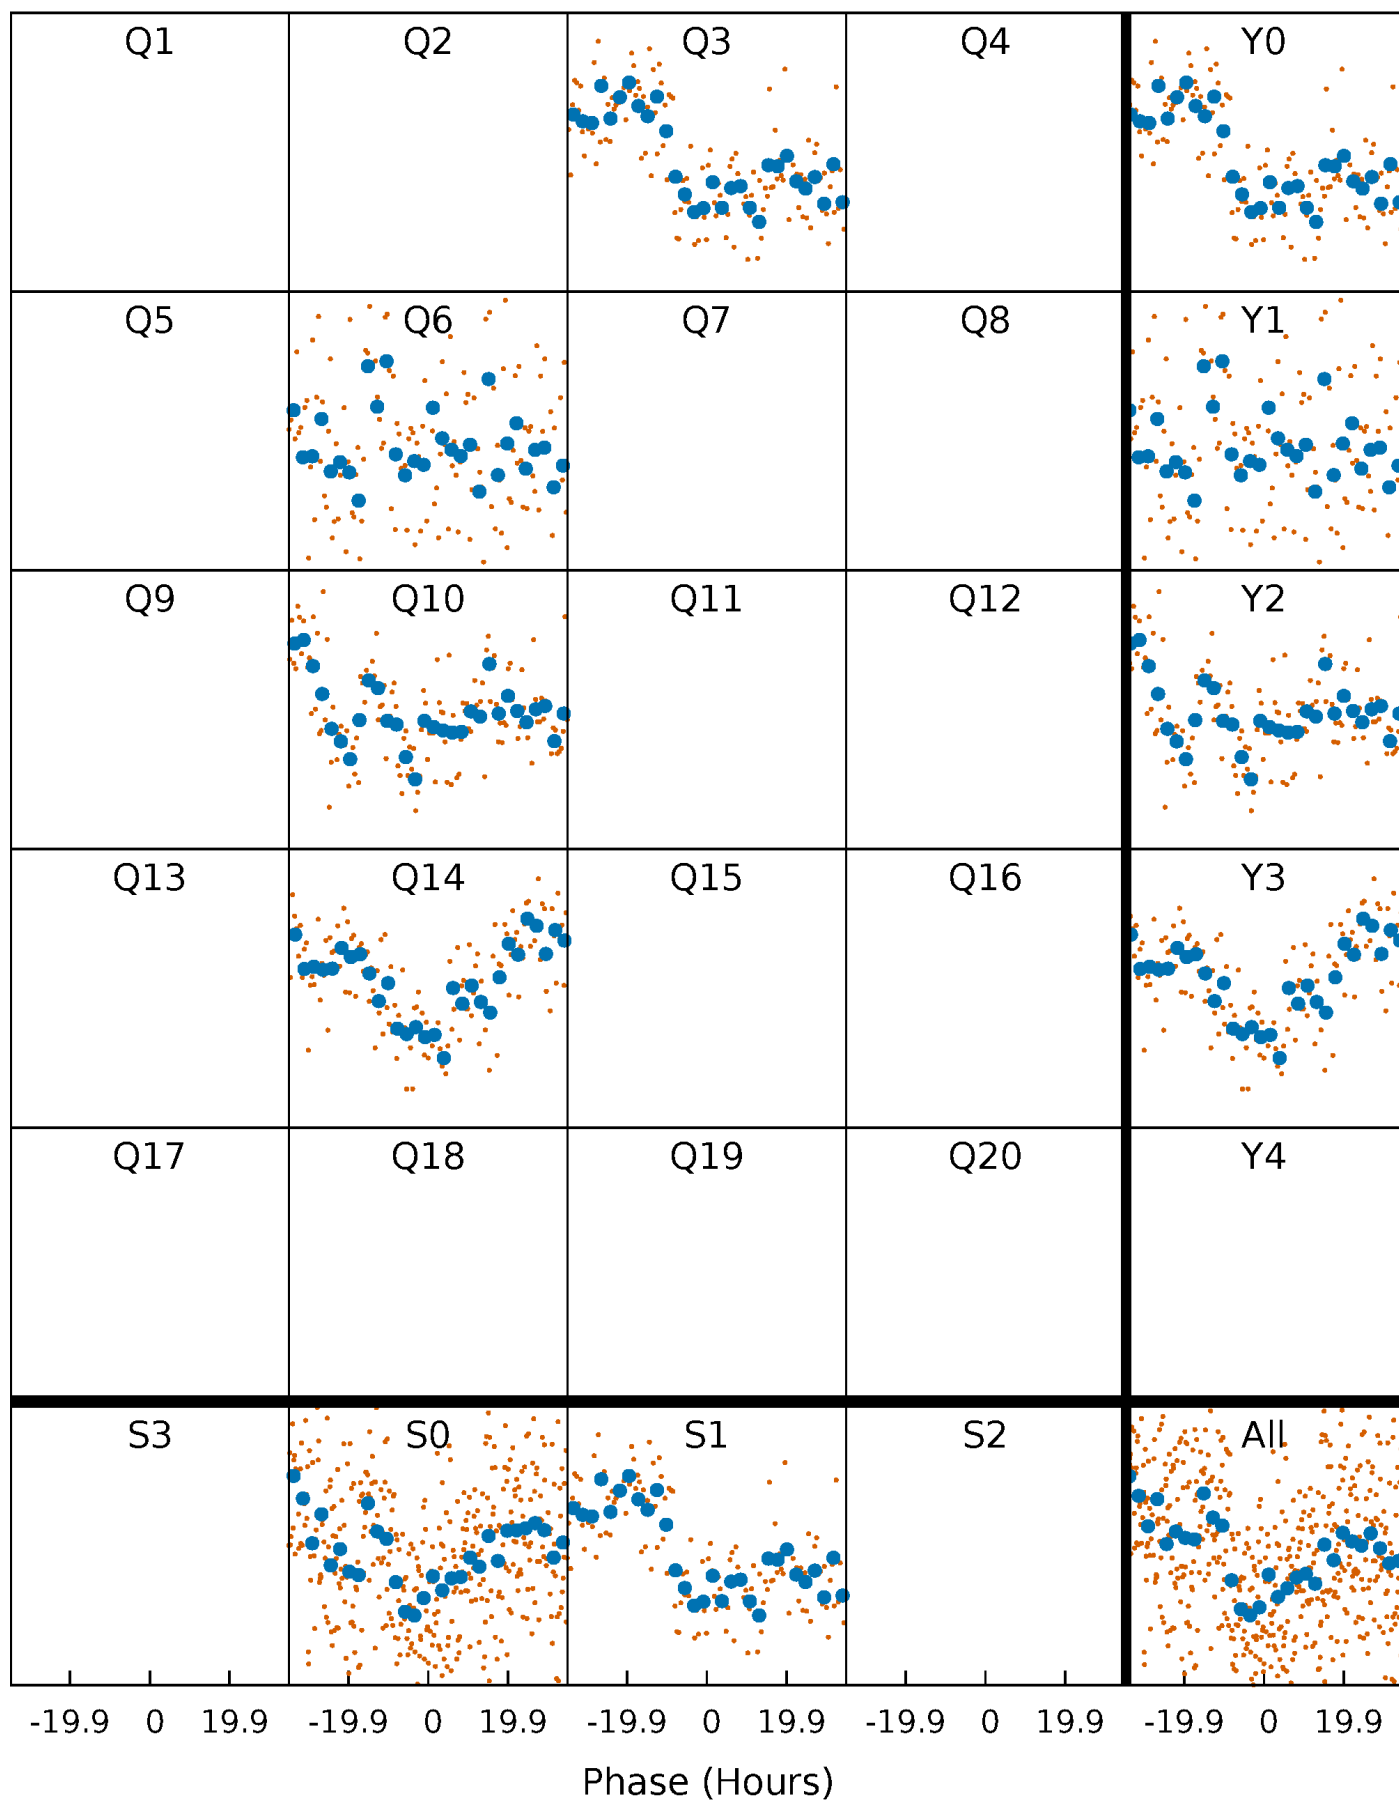 Q1 Q2 Q3 Q4 Y0
Q5 Q6 Q7 Q8 Y1
Q9 Q10 Q11 Q12 Y2
Q13 Q14 Q15 Q16 Y3
Q17 Q18 Q19 Q20 Y4
S3 S0 S1 S2 All
-19.9 0 19.9 -19.9 0 19.9 -19.9 0 19.9 -19.9 0 19.9 -19.9 0 19.9
Phase (Hours)